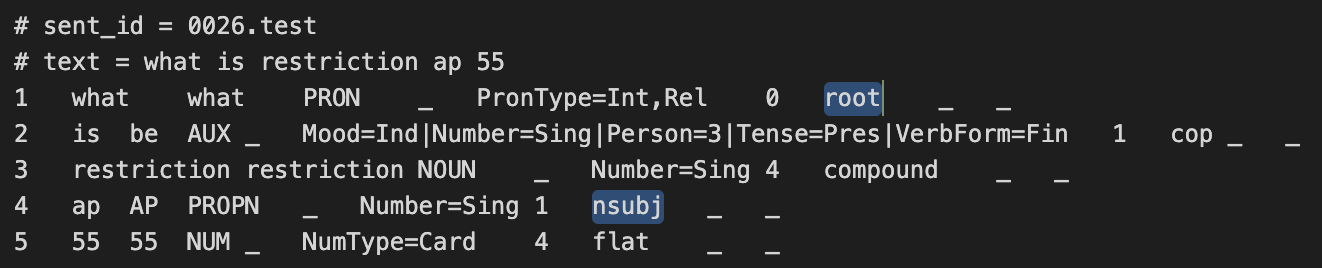 # sent_id = 0026.test
# text = what is restriction ap 55
1 what what PRON _ PronType=Int,Rel 0 root _ _
2 is be AUX _ Mood=Ind|Number=Sing|Person=3|Tense=Pres|VerbForm=Fin 1 cop _ _
3 restriction restriction NOUN _ Number=Sing 4 compound _ _
4 ap AP PROPN _ Number=Sing 1 nsubj _ _
5 55 55 NUM _ NumType=Card 4 flat _ _